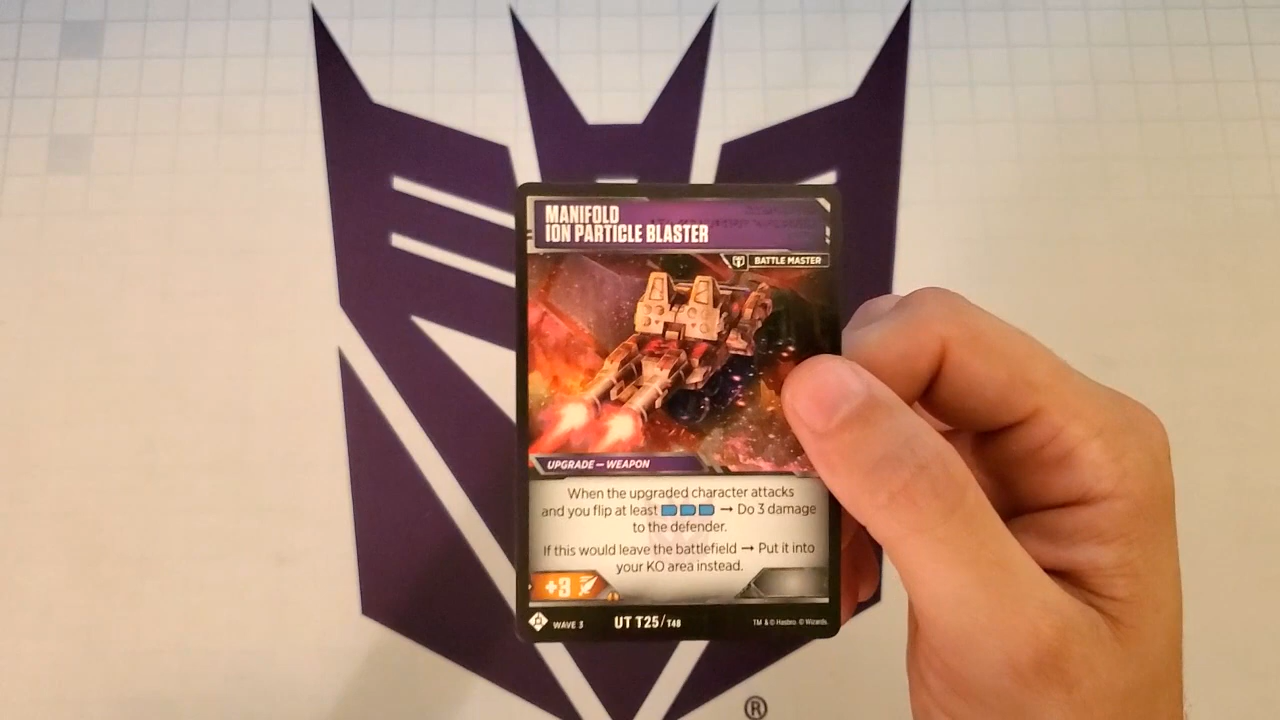 MANIFOLD
ION PARTICLE BLASTER
BATTLE MASTER
UPGRADE — WEAPON
When the upgraded character attacks
and you flip at least → Do 3 damage
to the defender.
If this would leave the battlefield → Put it into
your KO area instead.
+3
WAVE 3 UT T25/T48 TM & © Hasbro. © Wizards.
®